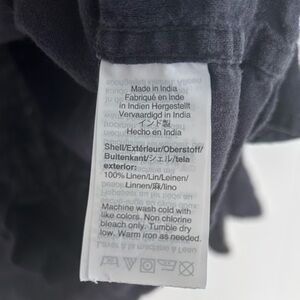 Made in India
Fabriqué en Inde
in Indien Hergestellt
Vervaardigd in India
インド製
Hecho en India
Shell/Extérieur/Oberstoff/
Buitenkant/シェル/tela
exterior:
100% Linen/Lin/Leinen/
Linnen/麻/lino
Machine wash cold with
like colors. Non chlorine
bleach only. Tumble dry
low. Warm iron as needed.